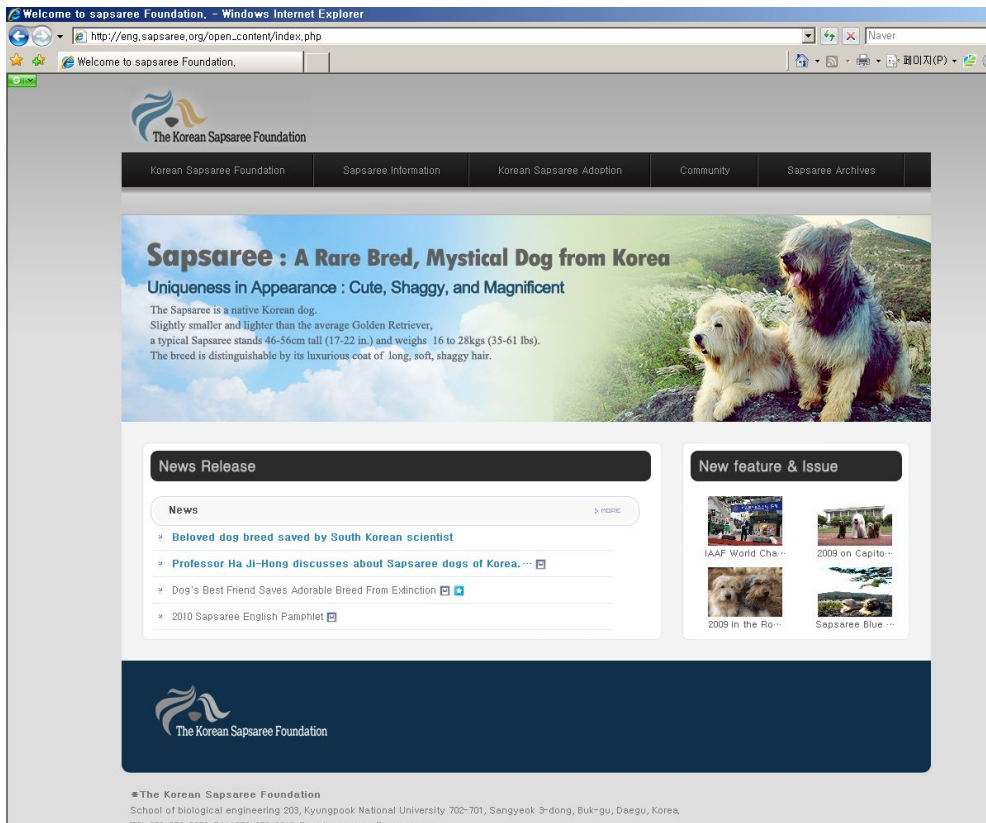 Welcome to sapsaree Foundation, - Windows Internet Explorer
http://eng.sapsaree.org/open_content/index.php
Naver
Welcome to sapsaree Foundation,
페이지(P)
The Korean Sapsaree Foundation
Korean Sapsaree Foundation
Sapsaree Information
Korean Sapsaree Adoption
Community
Sapsaree Archives
Sapsaree : A Rare Bred, Mystical Dog from Korea
Uniqueness in Appearance : Cute, Shaggy, and Magnificent
The Sapsaree is a native Korean dog.
Slightly smaller and lighter than the average Golden Retriever,
a typical Sapsaree stands 46-56cm tall (17-22 in.) and weighs 16 to 28kgs (35-61 lbs).
The breed is distinguishable by its luxurious coat of long, soft, shaggy hair.
News Release
New feature & Issue
News
> MORE
Beloved dog breed saved by South Korean scientist
Professor Ha Ji-Hong discusses about Sapsaree dogs of Korea. ···
Dog's Best Friend Saves Adorable Breed From Extinction
2010 Sapsaree English Pamphlet
IAAF World Cha···
2009 on Capito···
2009 in the Ro···
Sapsaree Blue ···
The Korean Sapsaree Foundation
※The Korean Sapsaree Foundation
School of biological engineering 203, Kyungpook National University 702-701, Sangyeok 3-dong, Buk-gu, Daegu, Korea,